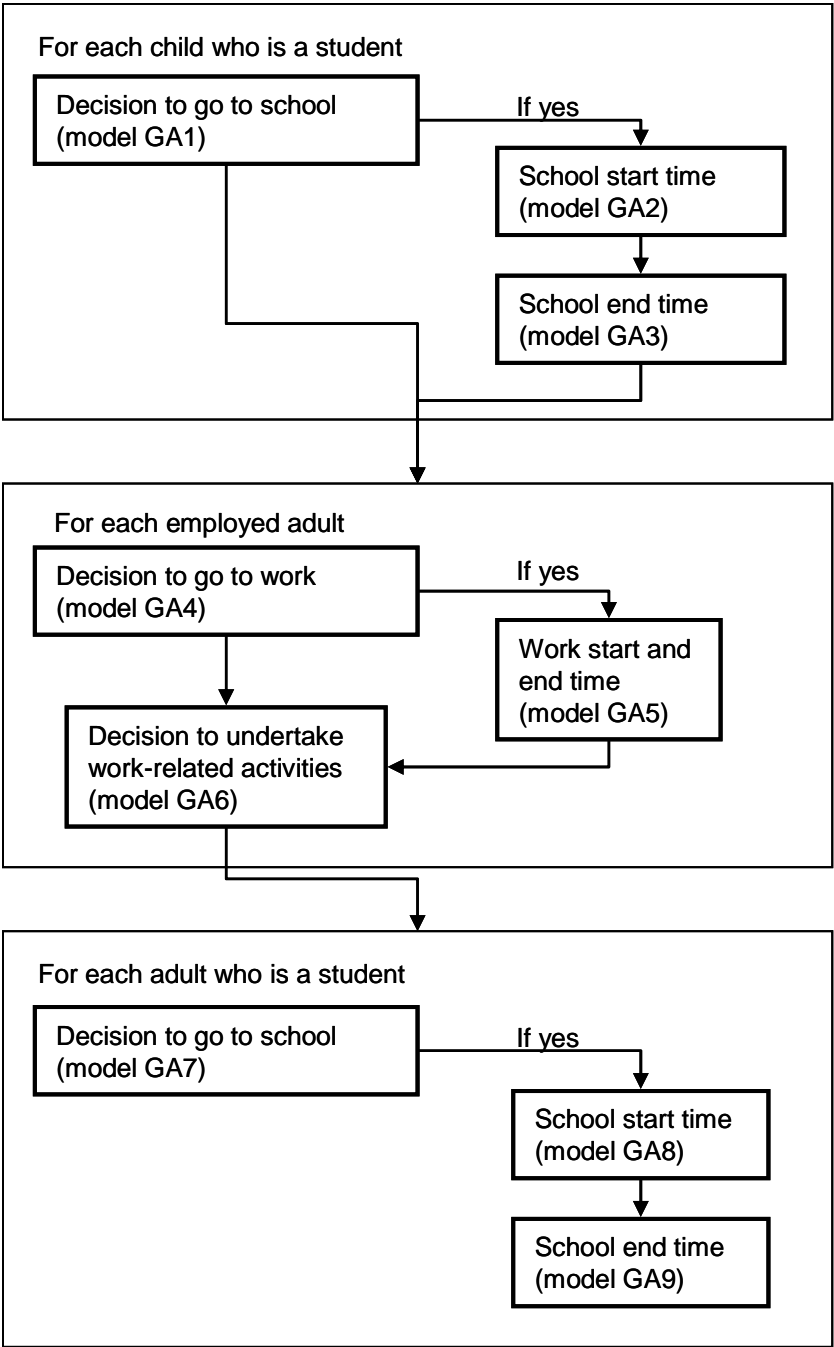 For each child who is a student
Decision to go to school
(model GA1)
If yes
School start time
(model GA2)
School end time
(model GA3)
For each employed adult
Decision to go to work
(model GA4)
If yes
Work start and
end time
(model GA5)
Decision to undertake
work-related activities
(model GA6)
For each adult who is a student
Decision to go to school
(model GA7)
If yes
School start time
(model GA8)
School end time
(model GA9)